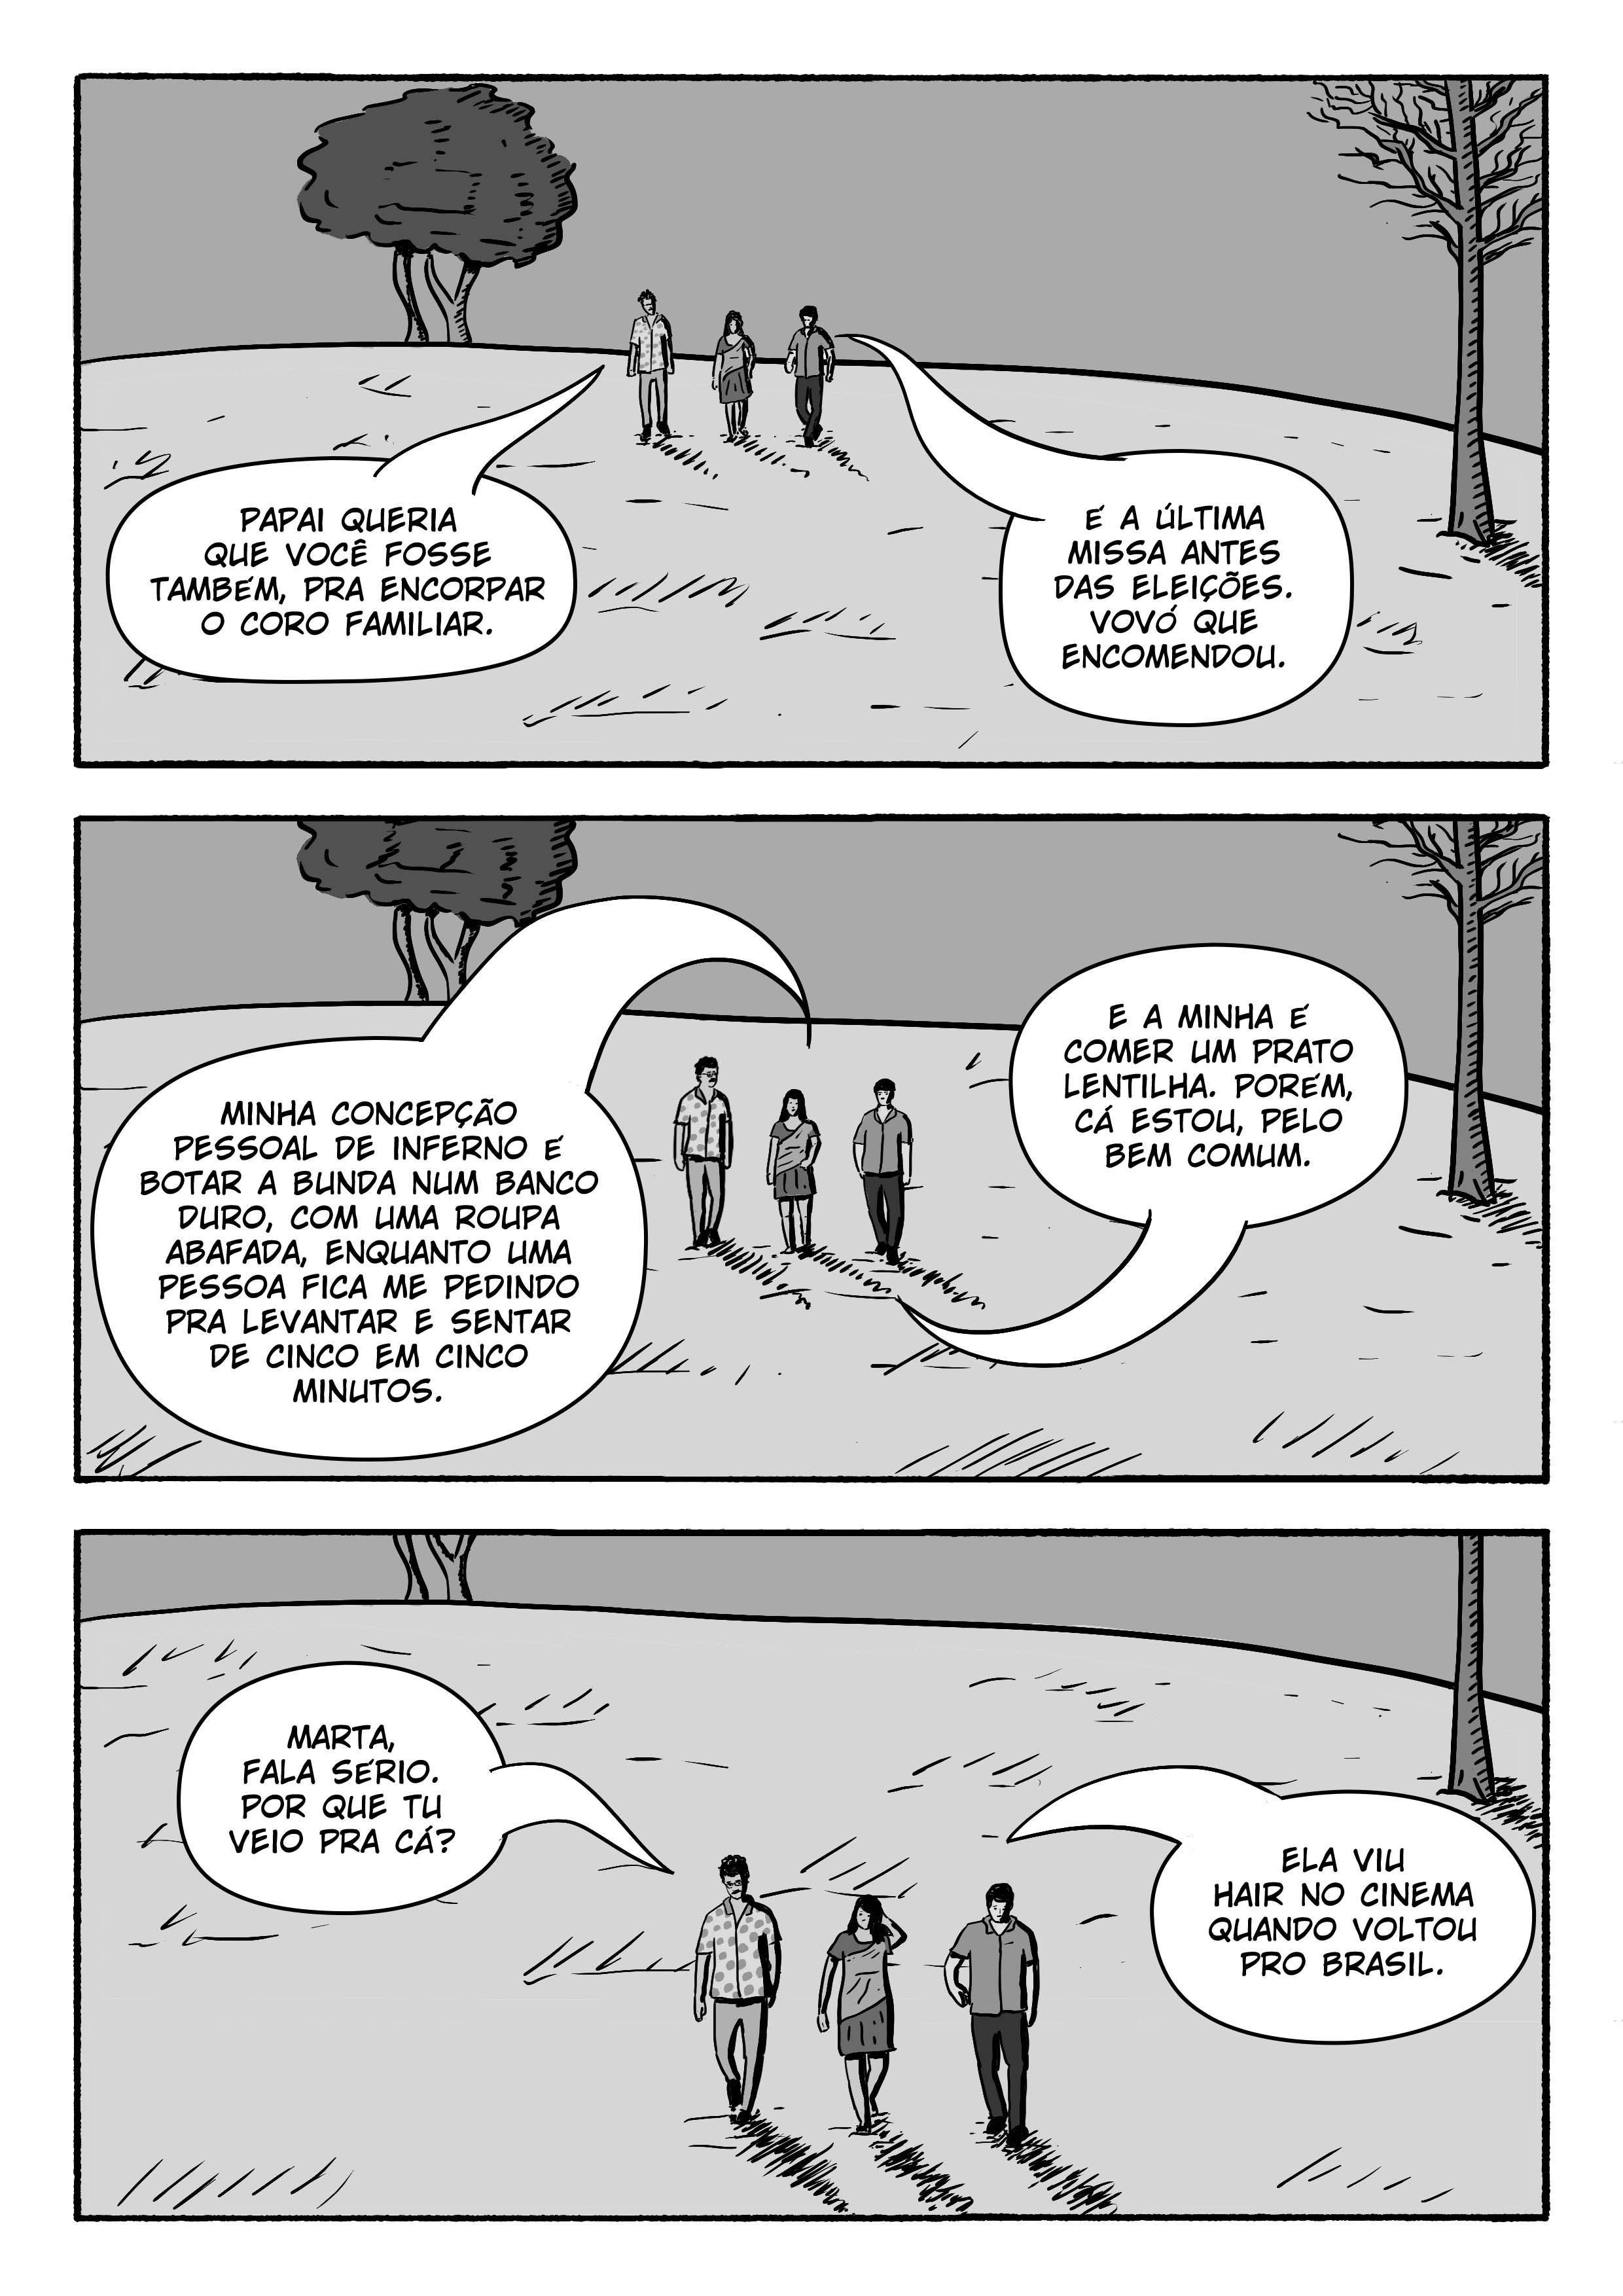 PAPAI QUERIA
QUE VOCÊ FOSSE
TAMBÉM, PRA ENCORPAR
O CORO FAMILIAR.
É A ÚLTIMA
MISSA ANTES
DAS ELEIÇÕES.
VOVÓ QUE
ENCOMENDOU.
MINHA CONCEPÇÃO
PESSOAL DE INFERNO É
BOTAR A BUNDA NUM BANCO
DURO, COM UMA ROUPA
ABAFADA, ENQUANTO UMA
PESSOA FICA ME PEDINDO
PRA LEVANTAR E SENTAR
DE CINCO EM CINCO
MINUTOS.
E A MINHA É
COMER UM PRATO
LENTILHA. PORÉM,
CÁ ESTOU, PELO
BEM COMUM.
MARTA,
FALA SÉRIO.
POR QUE TU
VEIO PRA CÁ?
ELA VIU
HAIR NO CINEMA
QUANDO VOLTOU
PRO BRASIL.